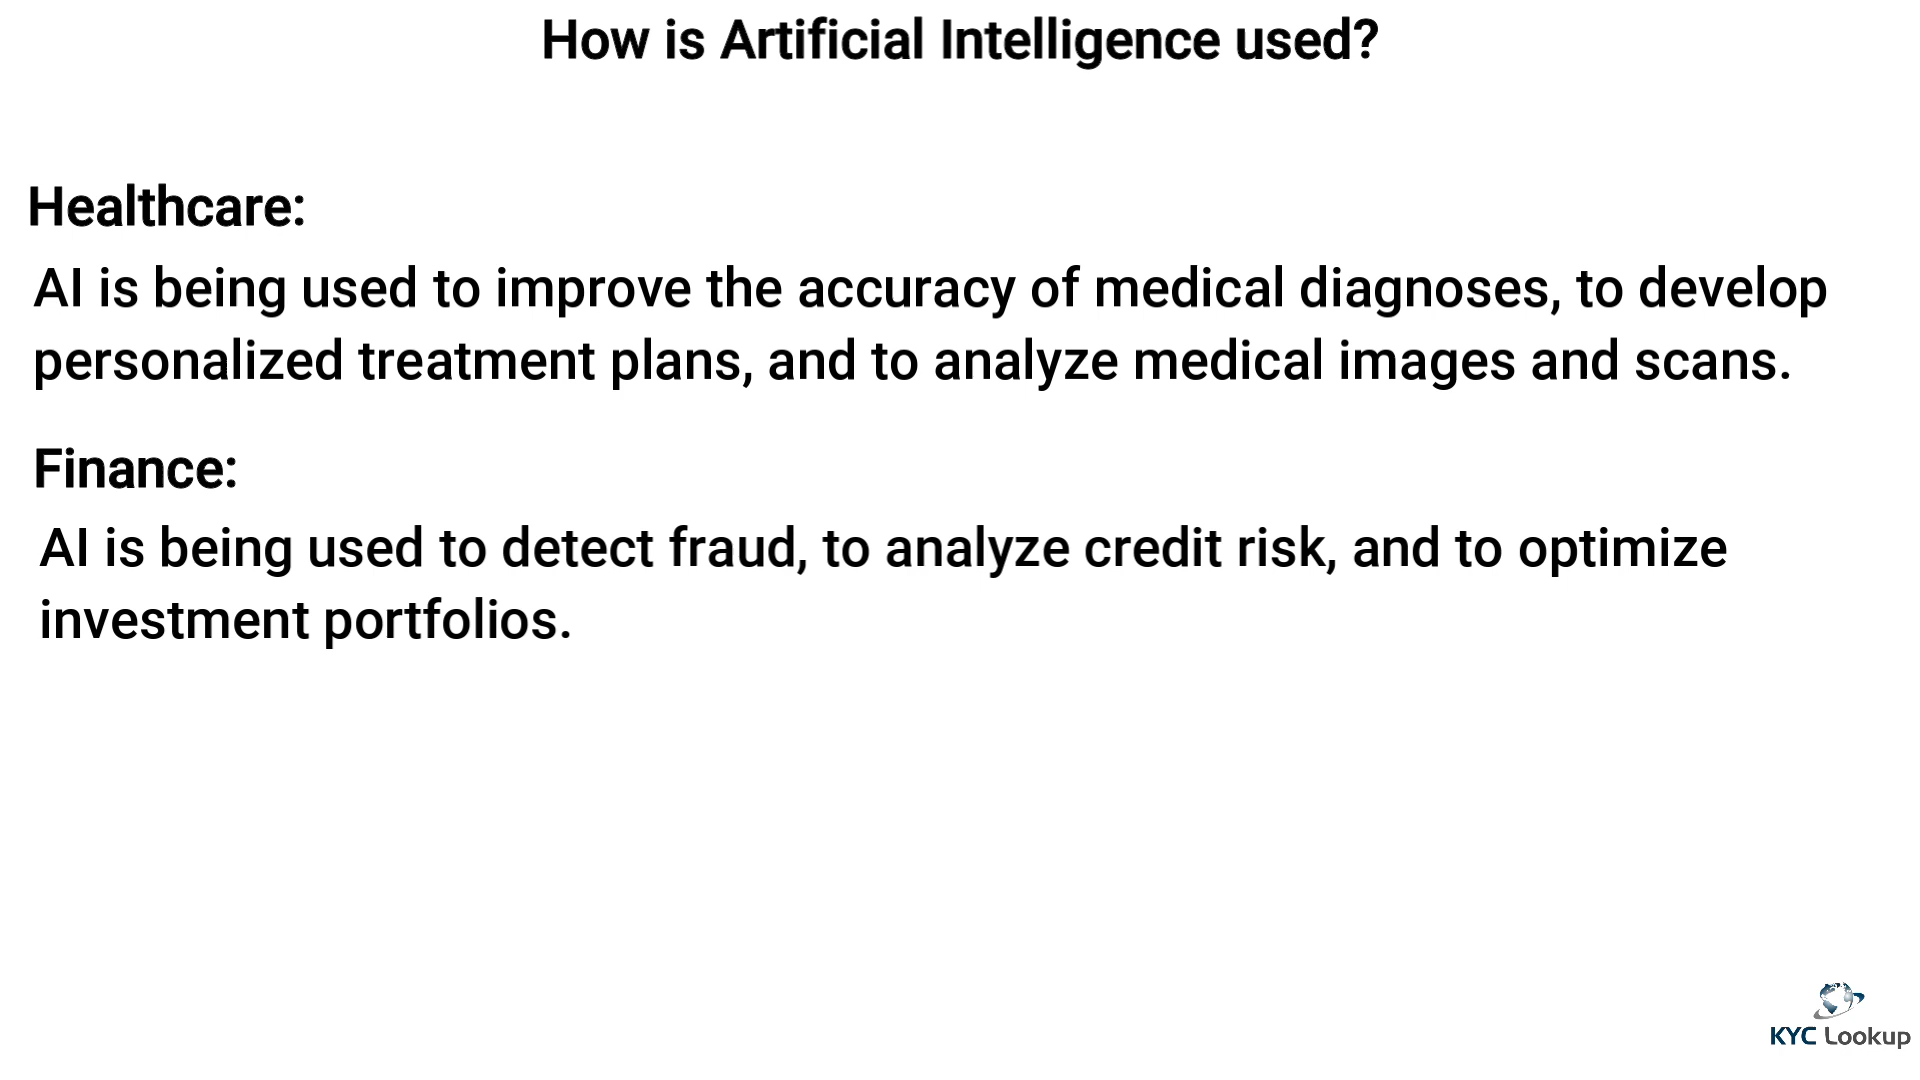 How is Artificial Intelligence used?
Healthcare:
AI is being used to improve the accuracy of medical diagnoses, to develop
personalized treatment plans, and to analyze medical images and scans.
Finance:
AI is being used to detect fraud, to analyze credit risk, and to optimize
investment portfolios.
KYC Lookup